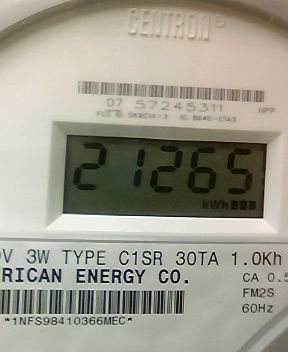 CENTRON®
07 57245311
HPP
21265
kWh
V 3W TYPE C1SR 30TA 1.0Kh
RICAN ENERGY CO.
CA 0.5
FM2S
60Hz
*1NFS98410366MEC*